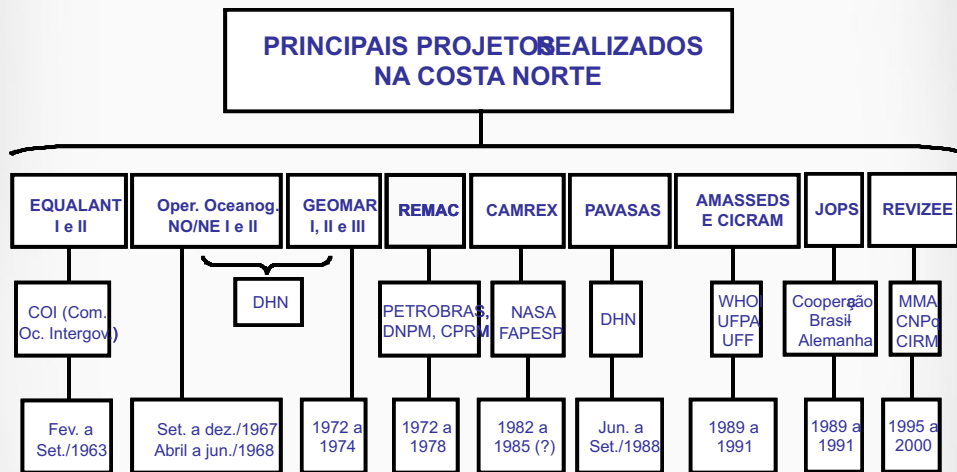 PRINCIPAIS PROJETOS REALIZADOS
NA COSTA NORTE
EQUALANT
I e II
Oper. Oceanog.
NO/NE I e II
GEOMAR
I, II e III
REMAC
CAMREX
PAVASAS
AMASSEDS
E CICRAM
JOPS
REVIZEE
COI (Com.
Oc. Intergov.)
DHN
PETROBRAS,
DNPM, CPRM
NASA
FAPESP
DHN
WHOI
UFPA
UFF
Cooperação
Brasil-
Alemanha
MMA
CNPq
CIRM
Fev. a
Set./1963
Set. a dez./1967
Abril a jun./1968
1972 a
1974
1972 a
1978
1982 a
1985 (?)
Jun. a
Set./1988
1989 a
1991
1989 a
1991
1995 a
2000